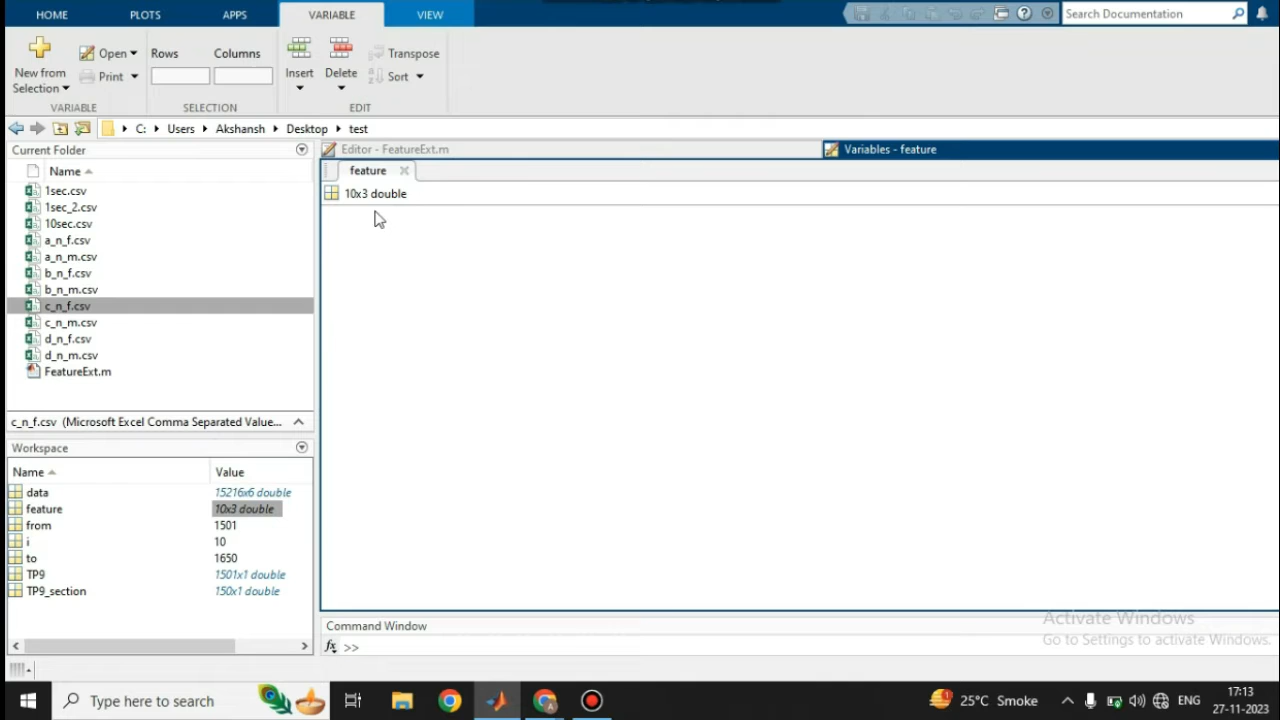 HOME PLOTS APPS VARIABLE VIEW Search Documentation
New from Selection Open Print Rows Columns Insert Delete Transpose Sort
VARIABLE SELECTION EDIT
C: Users Akshansh Desktop test
Current Folder
Name
1sec.csv
1sec_2.csv
10sec.csv
a_n_f.csv
a_n_m.csv
b_n_f.csv
b_n_m.csv
c_n_f.csv
c_n_m.csv
d_n_f.csv
d_n_m.csv
FeatureExt.m
c_n_f.csv (Microsoft Excel Comma Separated Value...
Workspace
Name Value
data 15216x6 double
feature 10x3 double
from 1501
i 10
to 1650
TP9 1501x1 double
TP9_section 150x1 double
Editor - FeatureExt.m Variables - feature
feature
10x3 double
Command Window
fx >>
Activate Windows
Go to Settings to activate Windows.
Type here to search
1 25°C Smoke ENG 17:13
27-11-2023